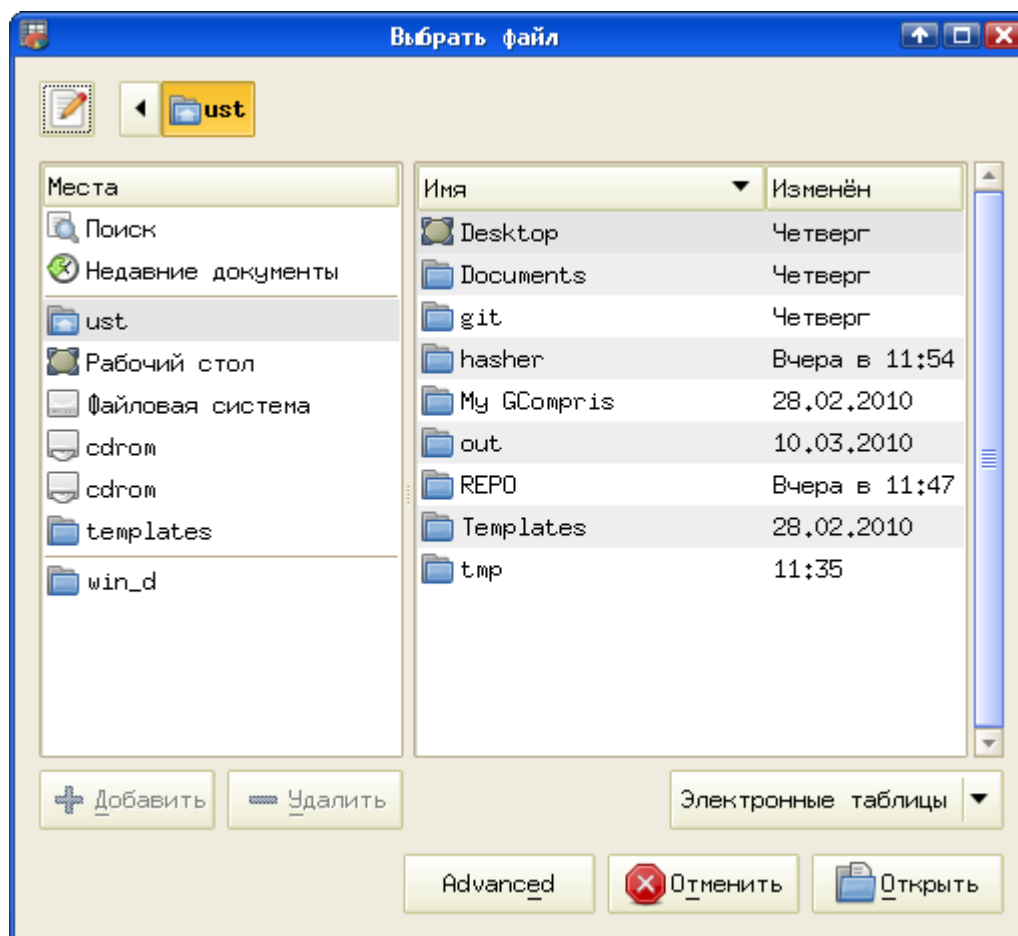 Выбрать файл
ust
Места
Поиск
Недавние документы
ust
Рабочий стол
Файловая система
cdrom
cdrom
templates
win_d
Имя Изменён
Desktop Четверг
Documents Четверг
git Четверг
hasher Вчера в 11:54
My GCompris 28.02.2010
out 10.03.2010
REPO Вчера в 11:47
Templates 28.02.2010
tmp 11:35
Добавить Удалить Электронные таблицы
Advanced Отменить Открыть